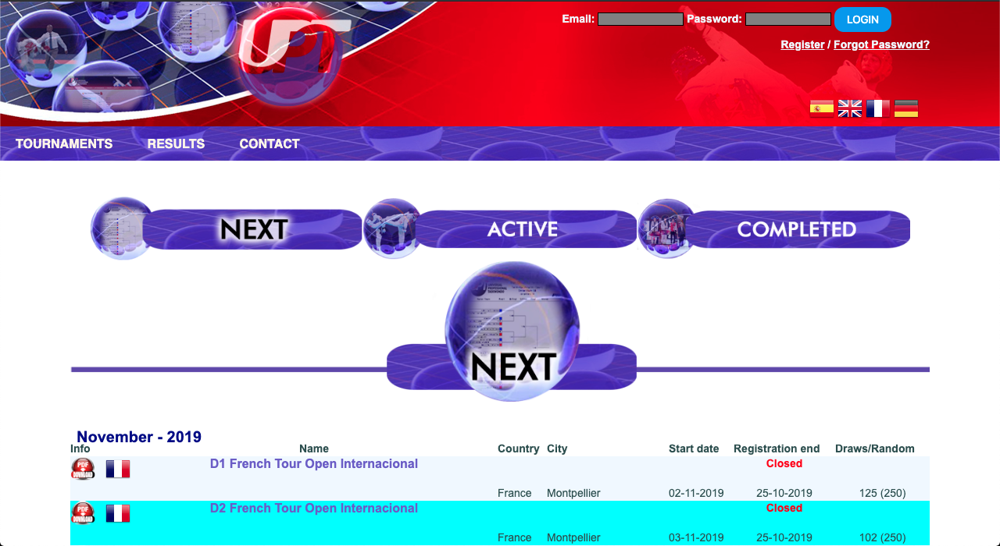 UPT
Email: Password: LOGIN
Register / Forgot Password?
TOURNAMENTS RESULTS CONTACT
NEXT ACTIVE COMPLETED
NEXT
November - 2019
Info Name Country City Start date Registration end Draws/Random
PDF DOWNLOAD D1 French Tour Open Internacional Closed
France Montpellier 02-11-2019 25-10-2019 125 (250)
PDF DOWNLOAD D2 French Tour Open Internacional Closed
France Montpellier 03-11-2019 25-10-2019 102 (250)